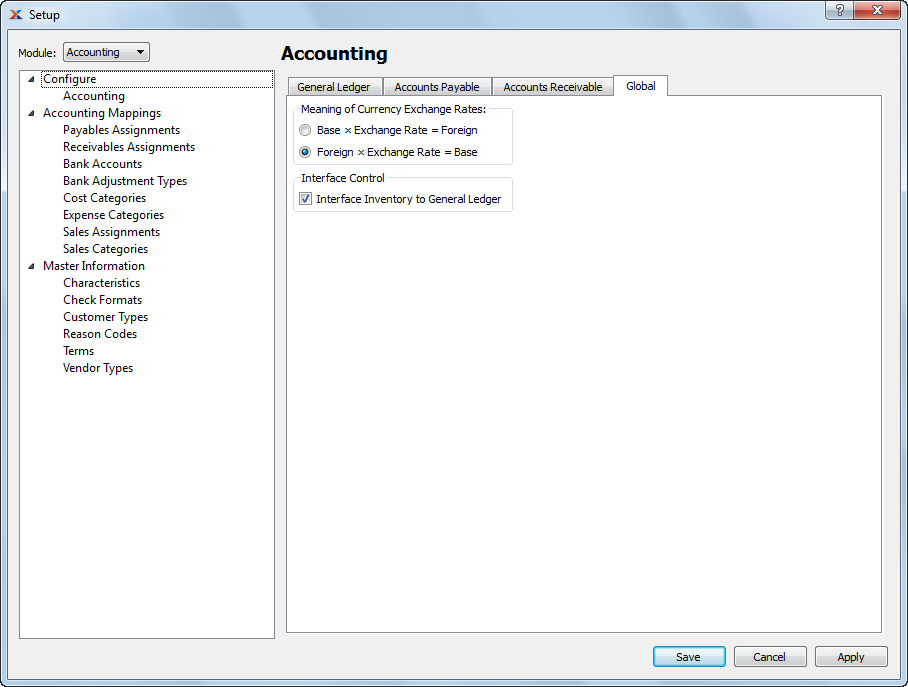 Setup
?
Module: Accounting
Configure
Accounting
Accounting Mappings
Payables Assignments
Receivables Assignments
Bank Accounts
Bank Adjustment Types
Cost Categories
Expense Categories
Sales Assignments
Sales Categories
Master Information
Characteristics
Check Formats
Customer Types
Reason Codes
Terms
Vendor Types
Accounting
General Ledger Accounts Payable Accounts Receivable Global
Meaning of Currency Exchange Rates:
Base × Exchange Rate = Foreign
Foreign × Exchange Rate = Base
Interface Control
Interface Inventory to General Ledger
Save Cancel Apply